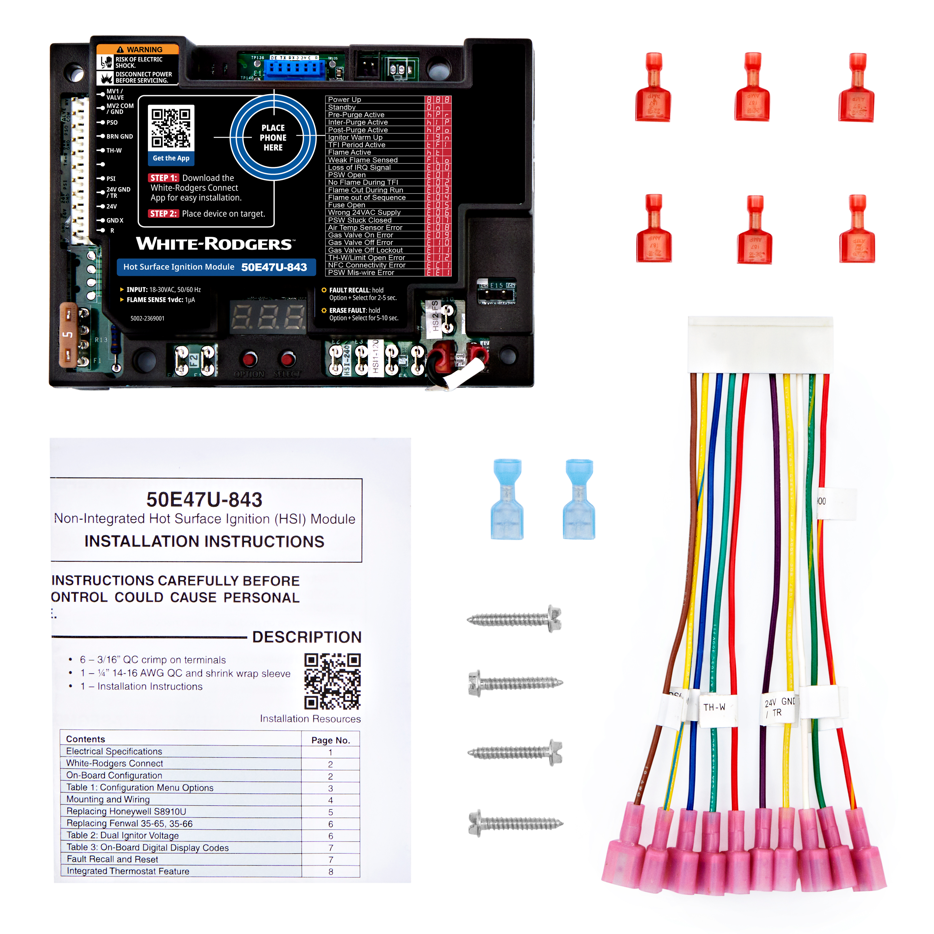 WARNING
RISK OF ELECTRIC
SHOCK.
DISCONNECT POWER
BEFORE SERVICING.
MV1 /
VALVE
MV2 COM
/ GND
PSO
BRN GND
TH-W
PSI
24V GND
/ TR
24V
GND X
R
Get the App
PLACE
PHONE
HERE
STEP 1: Download the
White-Rodgers Connect
App for easy installation.
STEP 2: Place device on target.
WHITE-RODGERS
Hot Surface Ignition Module 50E47U-843
INPUT: 18-30VAC, 50/60 Hz
FLAME SENSE 1vdc: 1µA
5002-2369001
Power Up
Standby
Pre-Purge Active
Inter-Purge Active
Post-Purge Active
Ignitor Warm Up
TFI Period Active
Flame Active
Weak Flame Sensed
Loss of IRQ Signal
PSW Open
No Flame During TFI
Flame Out During Run
Flame out of Sequence
Fuse Open
Wrong 24VAC Supply
PSW Stuck Closed
Air Temp Sensor Error
Gas Valve On Error
Gas Valve Off Error
Gas Valve Off Lockout
TH-W/Limit Open Error
NFC Connectivity Error
PSW Mis-wire Error
FAULT RECALL: hold
Option + Select for 2-5 sec.
ERASE FAULT: hold
Option + Select for 5-10 sec.
5
R13
F1
E2
E15
50E47U-843
Non-Integrated Hot Surface Ignition (HSI) Module
INSTALLATION INSTRUCTIONS
INSTRUCTIONS CAREFULLY BEFORE
ONTROL COULD CAUSE PERSONAL
E.
DESCRIPTION
• 6 – 3/16" QC crimp on terminals
• 1 – ¼" 14-16 AWG QC and shrink wrap sleeve
• 1 – Installation Instructions
Installation Resources
Contents Page No.
Electrical Specifications 1
White-Rodgers Connect 2
On-Board Configuration 2
Table 1: Configuration Menu Options 3
Mounting and Wiring 4
Replacing Honeywell S8910U 5
Replacing Fenwal 35-65, 35-66 6
Table 2: Dual Ignitor Voltage 6
Table 3: On-Board Digital Display Codes 7
Fault Recall and Reset 7
Integrated Thermostat Feature 8
TH-W
24V GND
/ TR